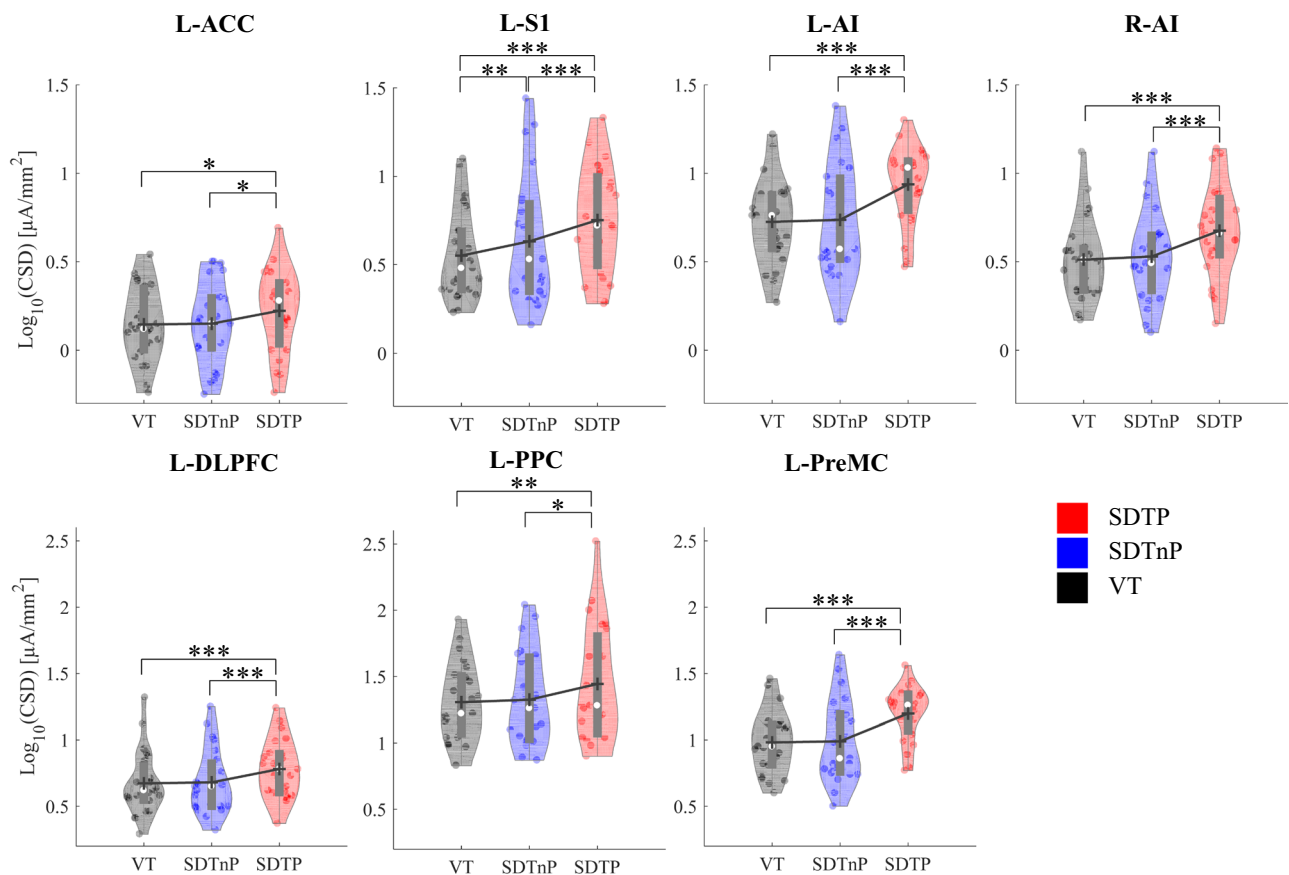 L-ACC
L-S1
L-AI
R-AI
Log10(CSD) [μA/mm2]
1.5
1
0.5
0
*
*
VT SDTnP SDTP
1.5
1
0.5
0
***
** ***
VT SDTnP SDTP
1.5
1
0.5
0
***
***
VT SDTnP SDTP
1.5
1
0.5
0
***
***
VT SDTnP SDTP
L-DLPFC
L-PPC
L-PreMC
Log10(CSD) [μA/mm2]
2.5
2
1.5
1
0.5
***
***
VT SDTnP SDTP
2.5
2
1.5
1
0.5
**
*
VT SDTnP SDTP
2.5
2
1.5
1
0.5
***
***
VT SDTnP SDTP
SDTP
SDTnP
VT